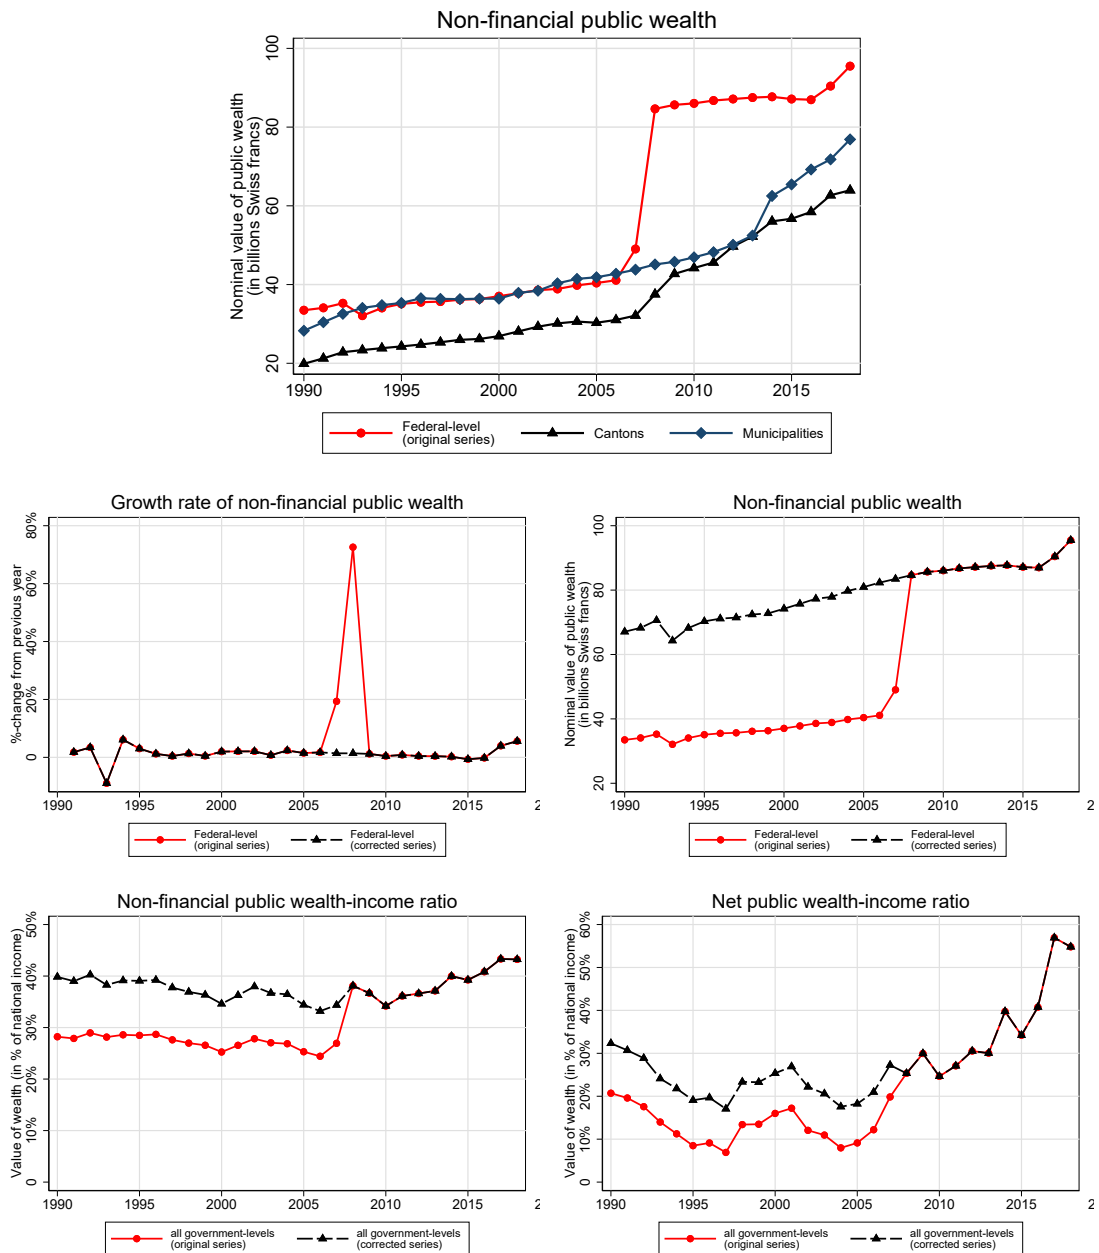 Non-financial public wealth
Nominal value of public wealth
(in billions Swiss francs)
100
80
60
40
20
1990
1995
2000
2005
2010
2015
Federal-level
(original series)
Cantons
Municipalities
Growth rate of non-financial public wealth
%-change from previous year
80%
60%
40%
20%
0
1990
1995
2000
2005
2010
2015
2
Federal-level
(original series)
Federal-level
(corrected series)
Non-financial public wealth
Nominal value of public wealth
(in billions Swiss francs)
100
80
60
40
20
1990
1995
2000
2005
2010
2015
2
Federal-level
(original series)
Federal-level
(corrected series)
Non-financial public wealth-income ratio
Value of wealth (in % of national income)
50%
40%
30%
20%
10%
0
1990
1995
2000
2005
2010
2015
2
all government-levels
(original series)
all government-levels
(corrected series)
Net public wealth-income ratio
Value of wealth (in % of national income)
60%
50%
40%
30%
20%
10%
0
1990
1995
2000
2005
2010
2015
2
all government-levels
(original series)
all government-levels
(corrected series)